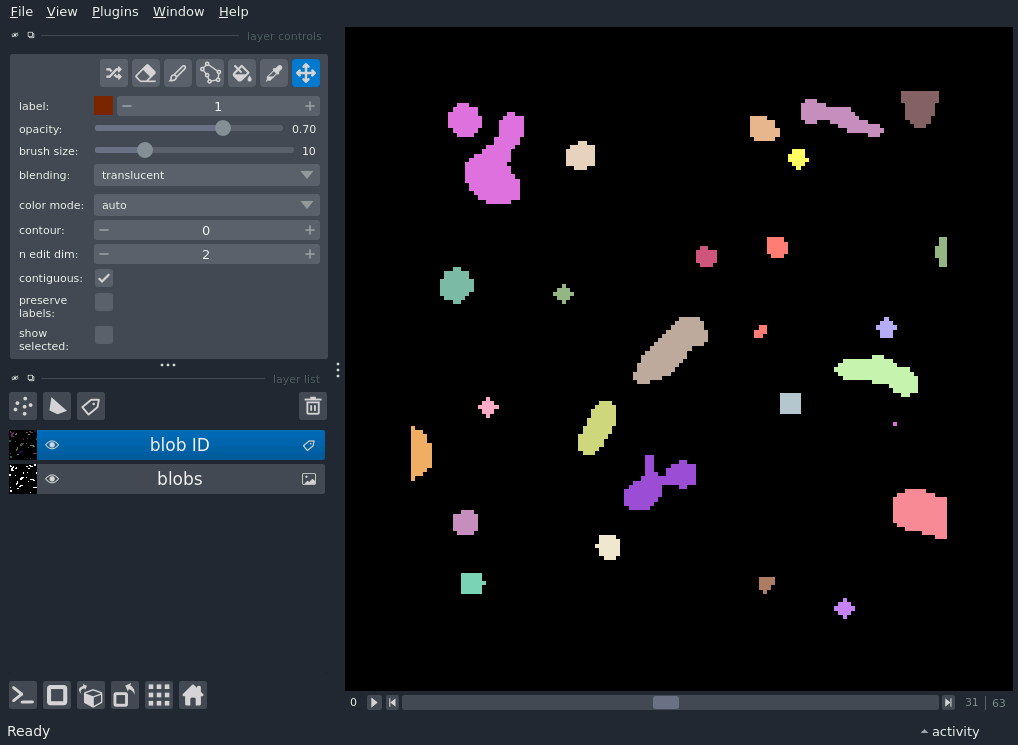 File View Plugins Window Help
layer controls
label: 1
opacity: 0.70
brush size: 10
blending: translucent
color mode: auto
contour: 0
n edit dim: 2
contiguous:
preserve
labels:
show
selected:
layer list
blob ID
blobs
0 31 | 63
Ready activity